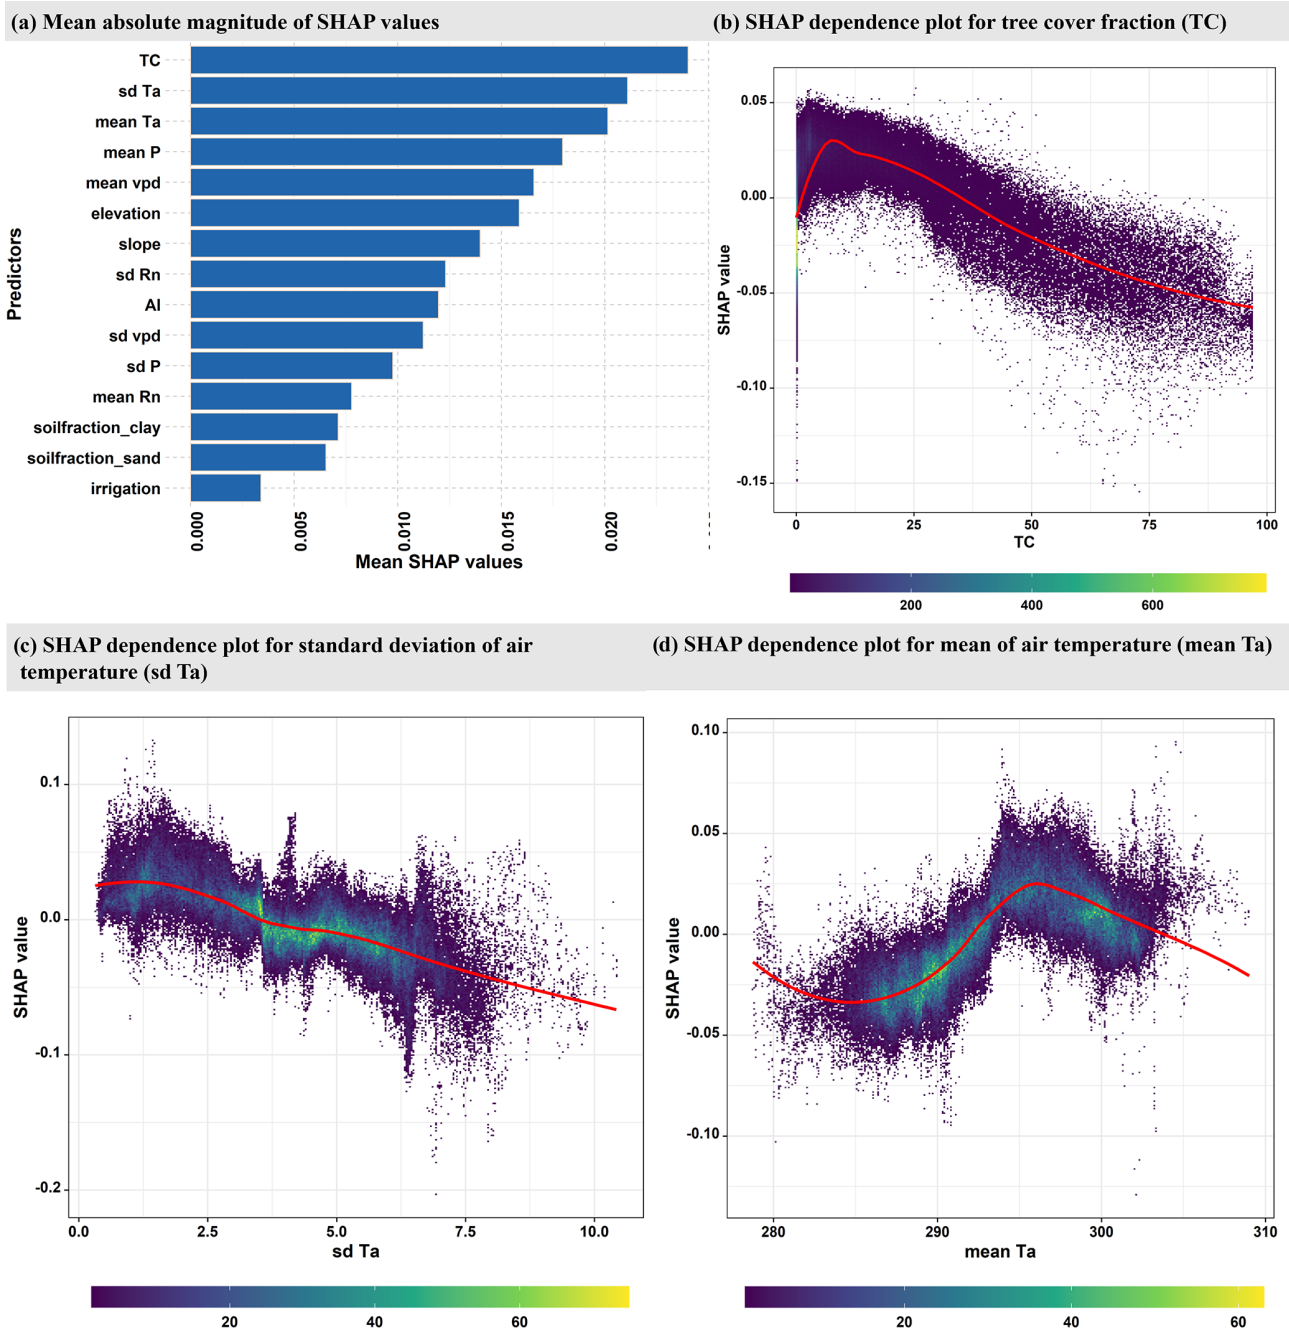 (a) Mean absolute magnitude of SHAP values
TC
sd Ta
mean Ta
mean P
mean vpd
elevation
slope
sd Rn
AI
sd vpd
sd P
mean Rn
soilfraction_clay
soilfraction_sand
irrigation
Predictors
0.000
0.005
0.010
0.015
0.020
Mean SHAP values
(b) SHAP dependence plot for tree cover fraction (TC)
0.05
0.00
-0.05
-0.10
-0.15
SHAP value
0
25
50
75
100
TC
200
400
600
(c) SHAP dependence plot for standard deviation of air
temperature (sd Ta)
0.1
0.0
-0.1
-0.2
SHAP value
0.0
2.5
5.0
7.5
10.0
sd Ta
20
40
60
(d) SHAP dependence plot for mean of air temperature (mean Ta)
0.10
0.05
0.00
-0.05
-0.10
SHAP value
280
290
300
310
mean Ta
20
40
60